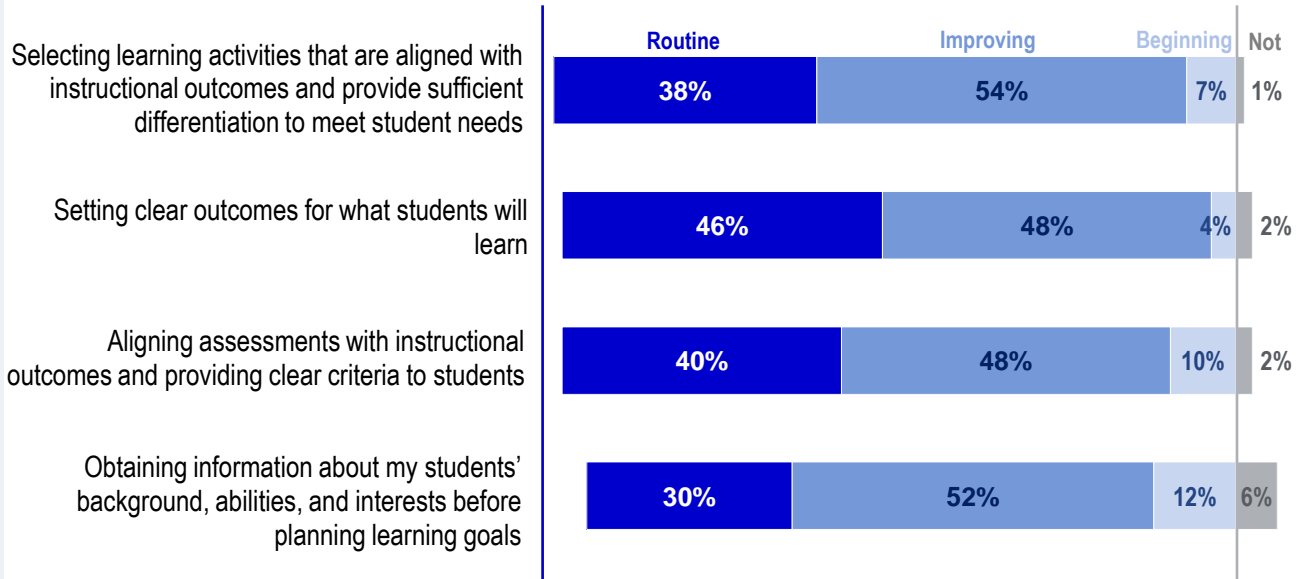 Routine Improving Beginning Not
Selecting learning activities that are aligned with
instructional outcomes and provide sufficient
differentiation to meet student needs
38% 54% 7% 1%
Setting clear outcomes for what students will
learn
46% 48% 4% 2%
Aligning assessments with instructional
outcomes and providing clear criteria to students
40% 48% 10% 2%
Obtaining information about my students’
background, abilities, and interests before
planning learning goals
30% 52% 12% 6%